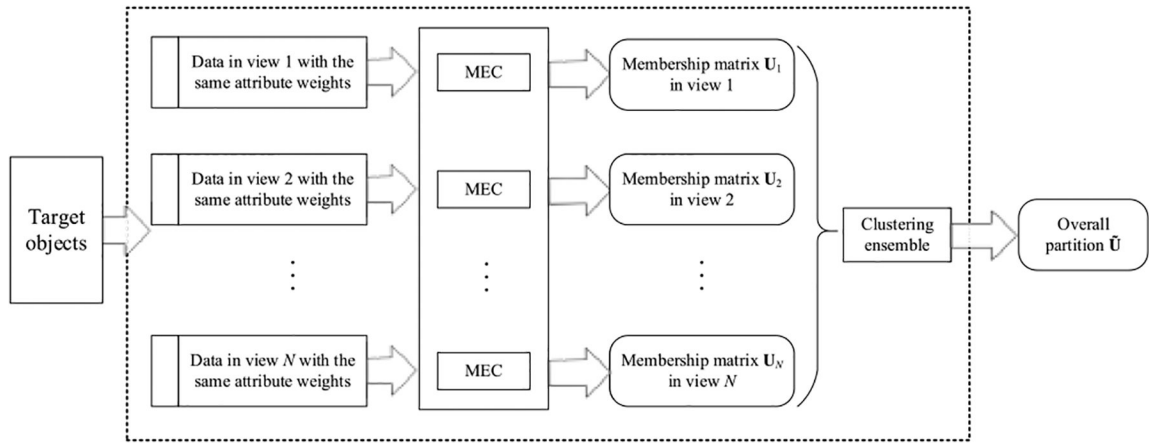 Target
objects
Data in view 1 with the
same attribute weights
MEC
Membership matrix U₁
in view 1
Data in view 2 with the
same attribute weights
MEC
Membership matrix U₂
in view 2
Data in view N with the
same attribute weights
MEC
Membership matrix U_N
in view N
Clustering
ensemble
Overall
partition Ũ